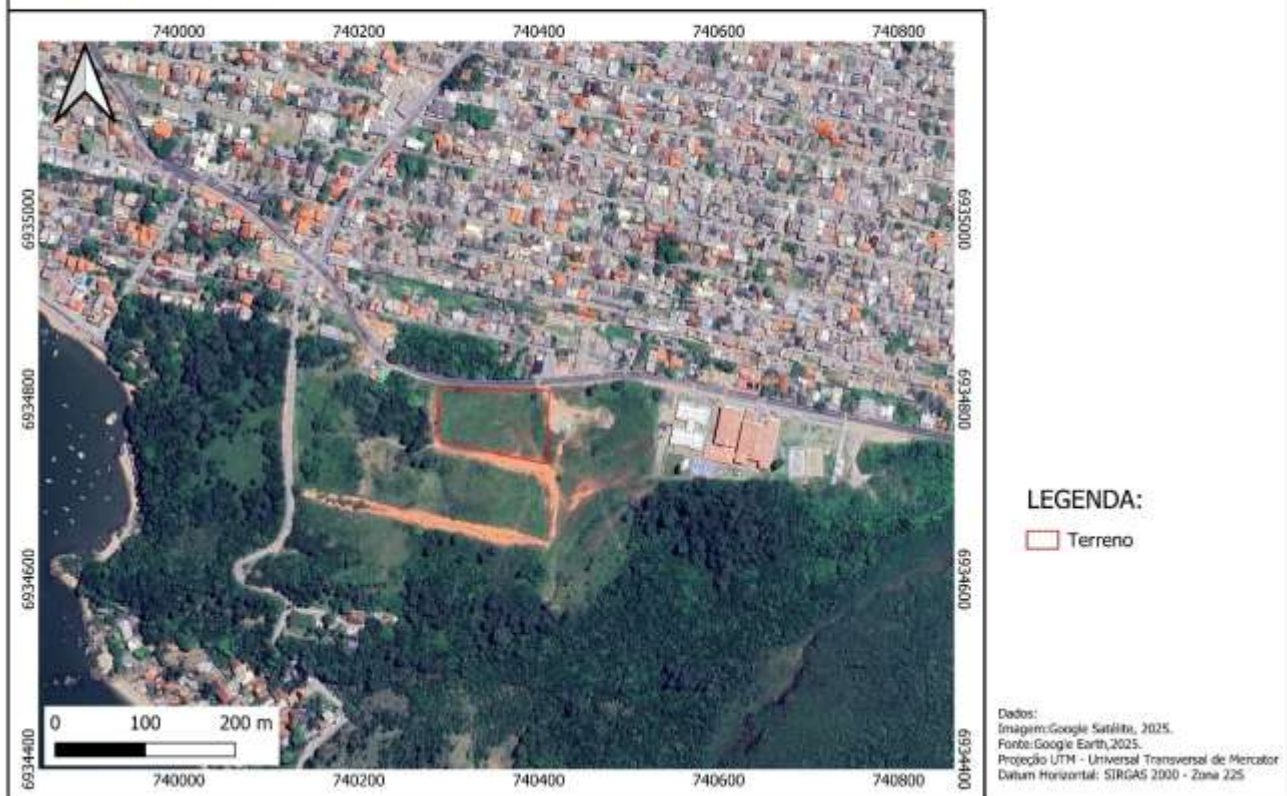 740000 740200 740400 740600 740800
6935000 6935000
6934800 6934800
6934600 6934600
6934400 6934400
LEGENDA:
Terreno
0 100 200 m
740000 740200 740400 740600 740800
Dados:
Imagem:Google Satélite, 2025.
Fonte:Google Earth,2025.
Projeção UTM - Universal Transversal de Mercator
Datum Horizontal: SIRGAS 2000 - Zona 22S